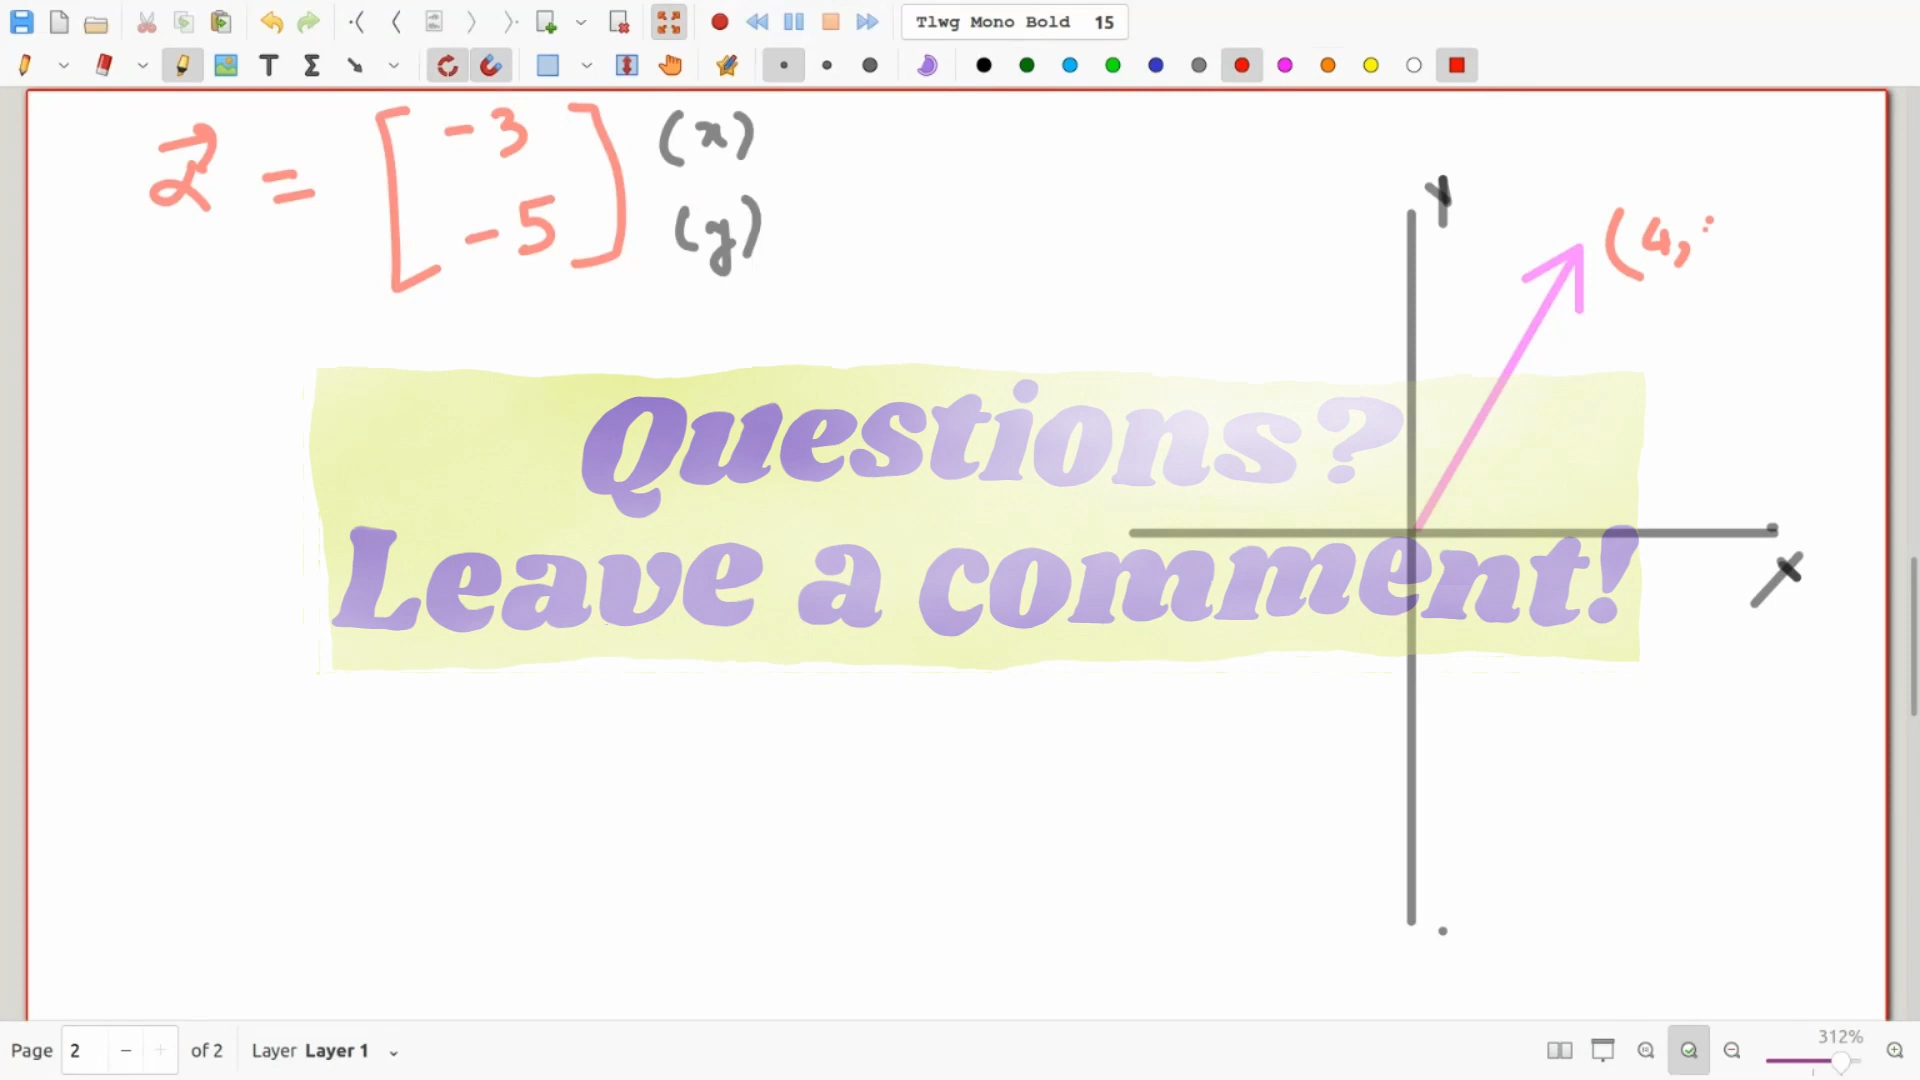 Tlwg Mono Bold 15
= [ -3 ] (x)
-5 (y)
Y
(4,
Questions?
Leave a comment!
x
Page 2 of 2 Layer Layer 1 312%